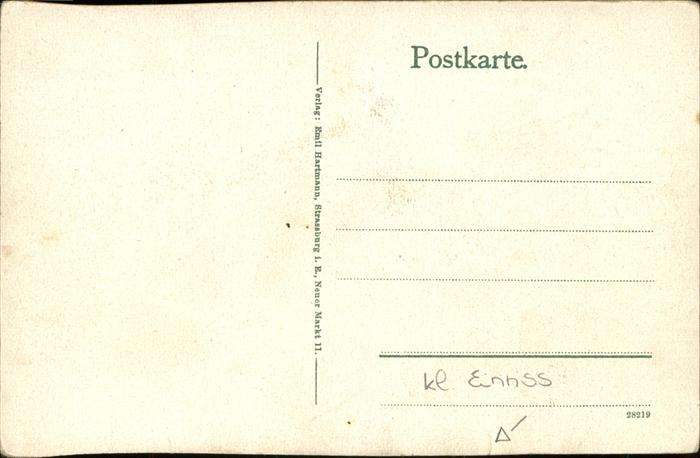 Postkarte.
Verlag: Emil Hartmann, Strassburg i. E., Neuer Markt 11.
kl Einriss
28219